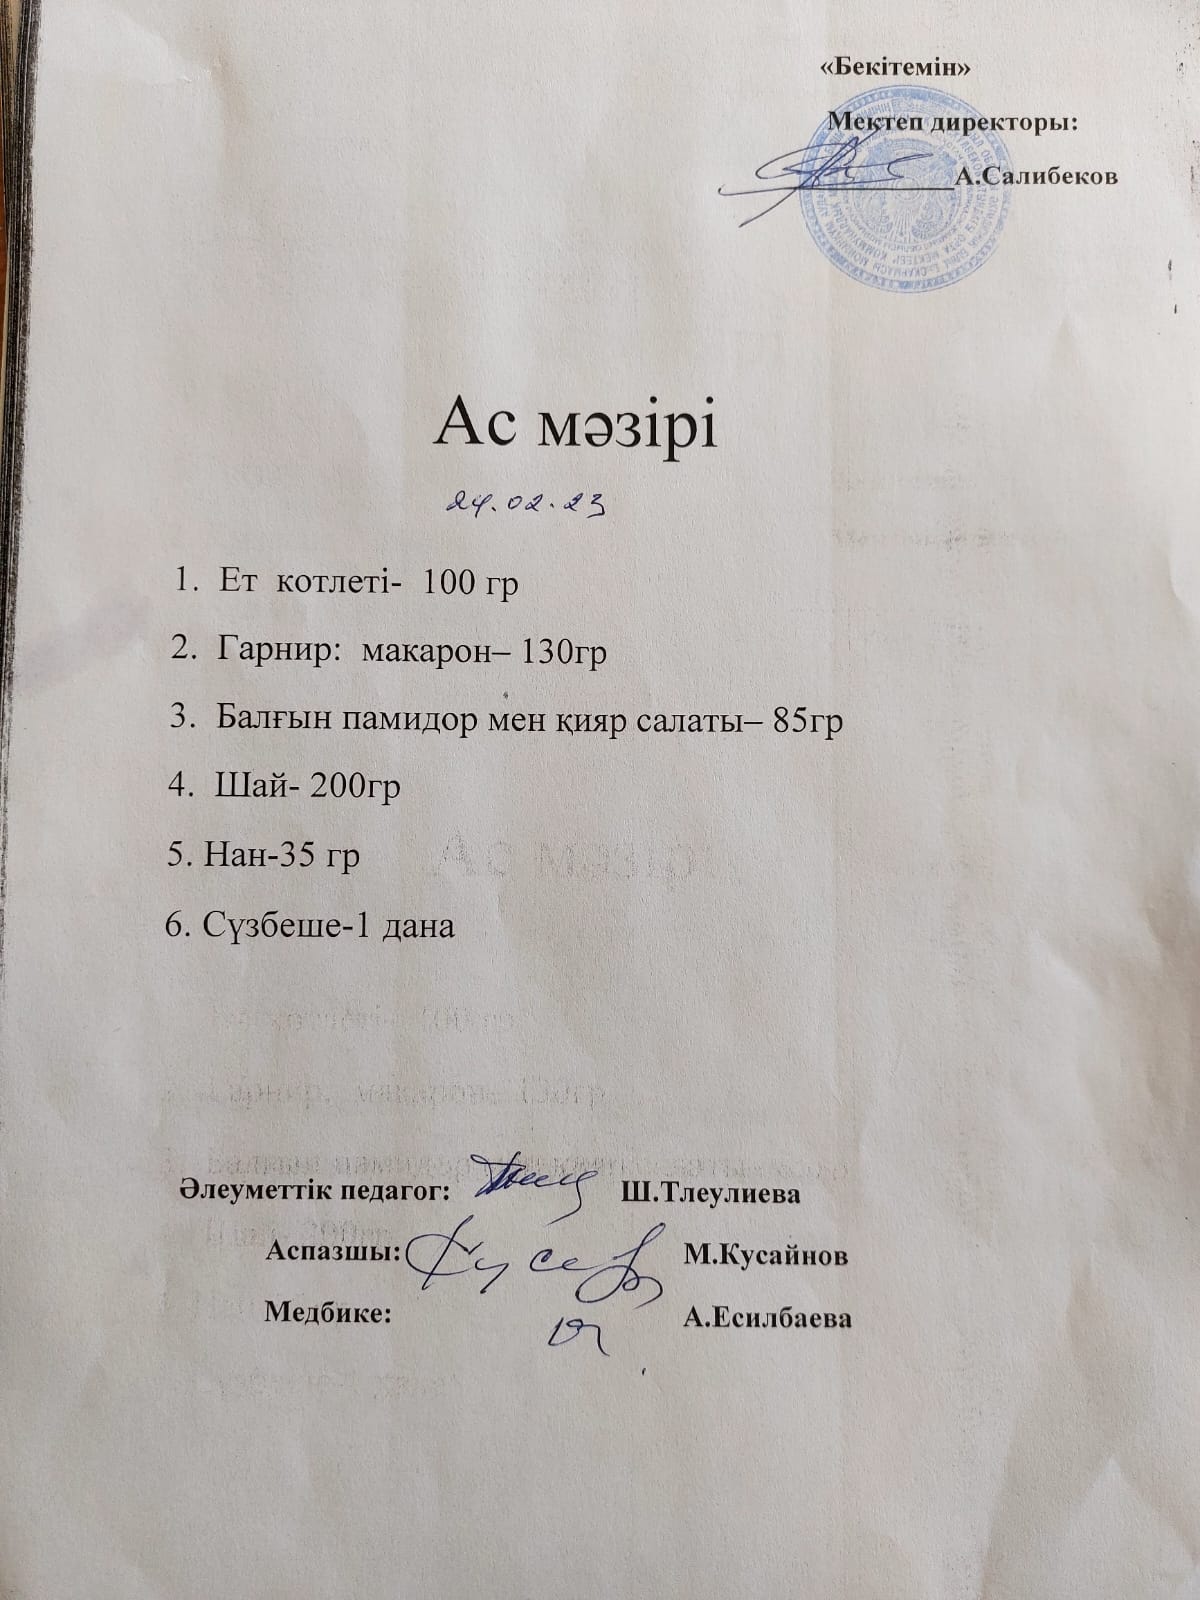 «Бекітемін»
Мектеп директоры:
А.Салибеков
Ас мәзірі
24.02.23
1. Ет котлеті- 100 гр
2. Гарнир: макарон– 130гр
3. Балғын памидор мен қияр салаты– 85гр
4. Шай- 200гр
5. Нан-35 гр
6. Сүзбеше-1 дана
Әлеуметтік педагог: Ш.Тлеулиева
Аспазшы: М.Кусайнов
Медбике: А.Есилбаева